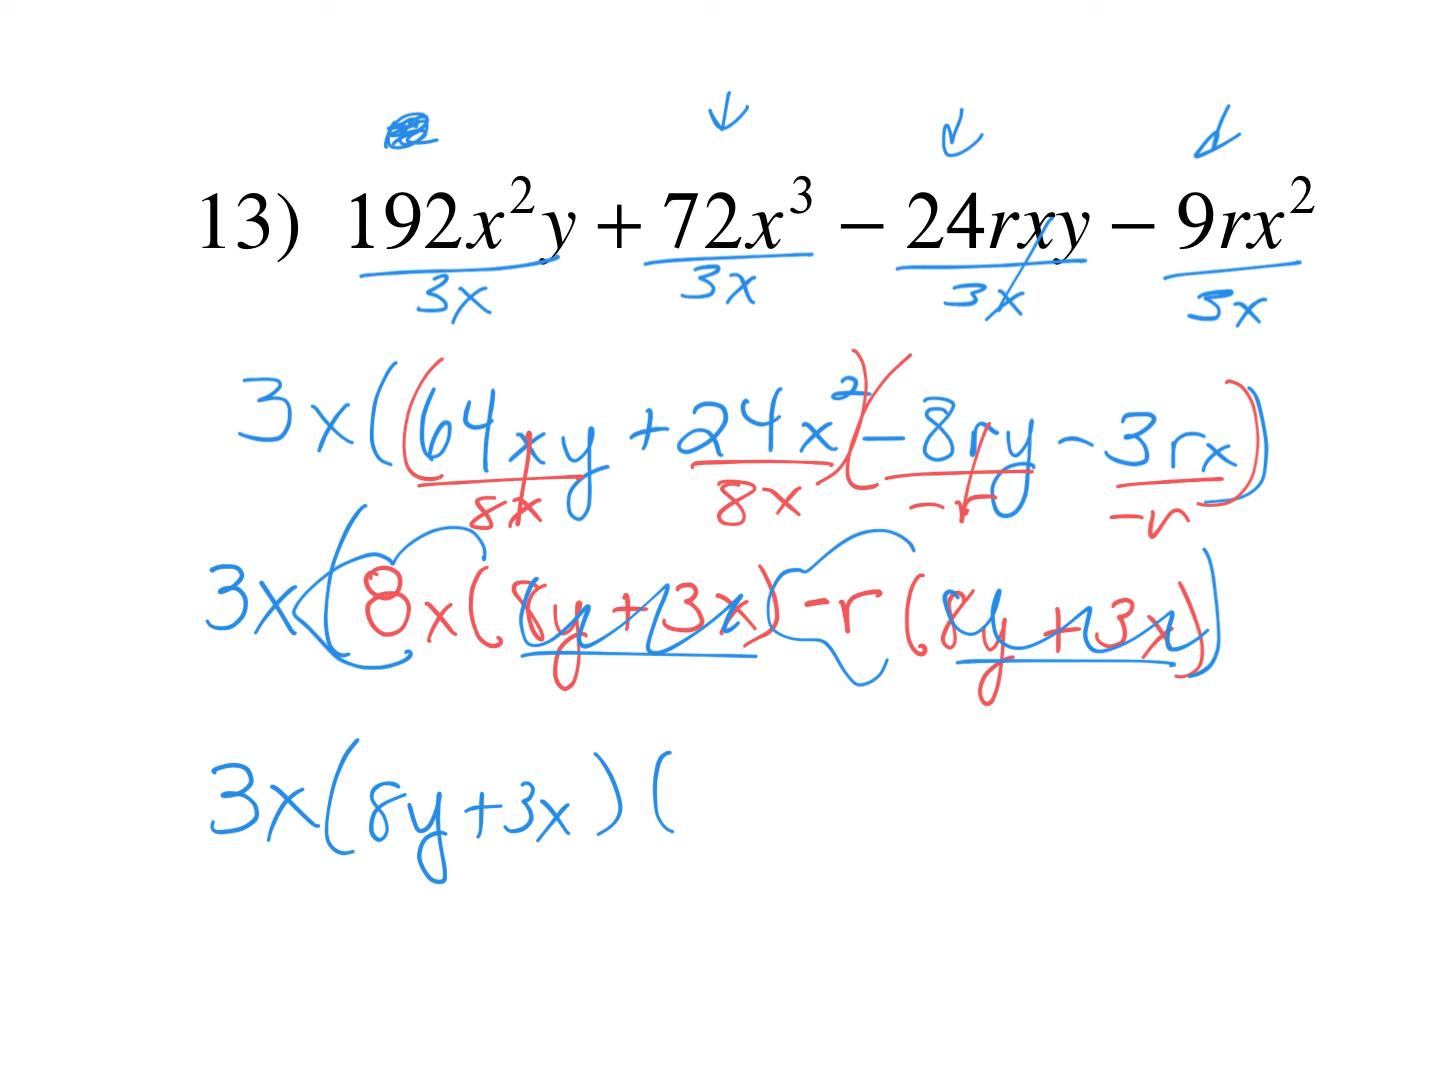 13) 192x²y + 72x³ − 24rxy − 9rx²
3x 3x 3x 3x
3x((64xy + 24x²)(−8ry − 3rx))
8x 8x −r −r
3x(8x(8y+3x) −r(8y+3x))
3x(8y+3x)(